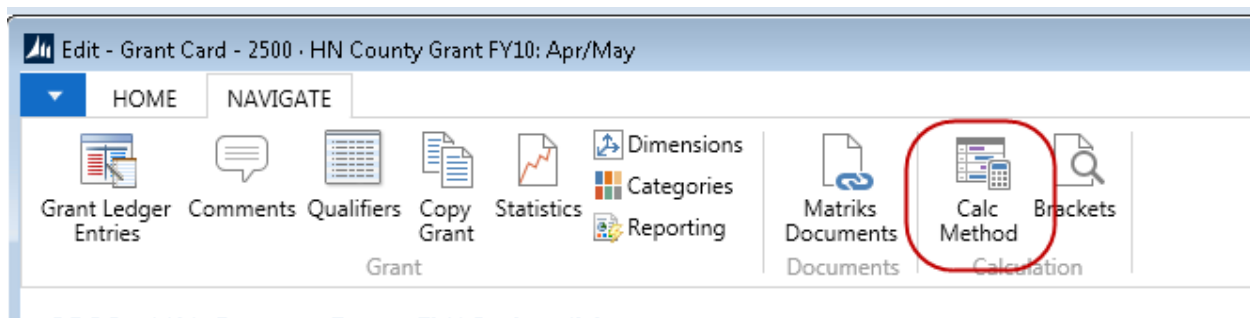 Edit - Grant Card - 2500 · HN County Grant FY10: Apr/May
HOME NAVIGATE
Grant Ledger Entries
Comments
Qualifiers
Copy Grant
Statistics
Dimensions
Categories
Reporting
Matriks Documents
Calc Method
Brackets
Grant
Documents
Calculation